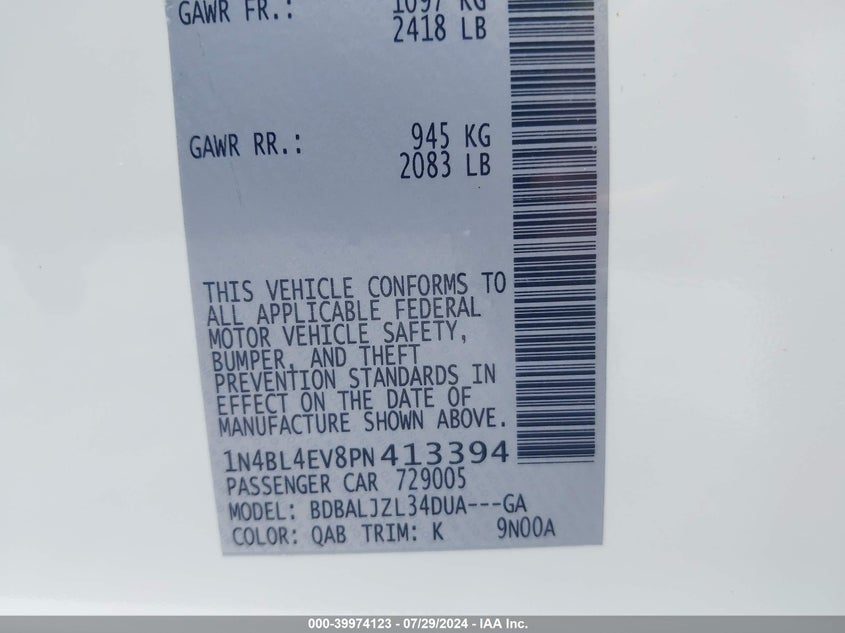 GAWR FR.: 1097 KG
2418 LB
GAWR RR.: 945 KG
2083 LB
THIS VEHICLE CONFORMS TO
ALL APPLICABLE FEDERAL
MOTOR VEHICLE SAFETY,
BUMPER, AND THEFT
PREVENTION STANDARDS IN
EFFECT ON THE DATE OF
MANUFACTURE SHOWN ABOVE.
1N4BL4EV8PN413394
PASSENGER CAR 729005
MODEL: BDBALJZL34DUA---GA
COLOR: QAB TRIM: K 9N00A
000-39974123 - 07/29/2024 - IAA Inc.